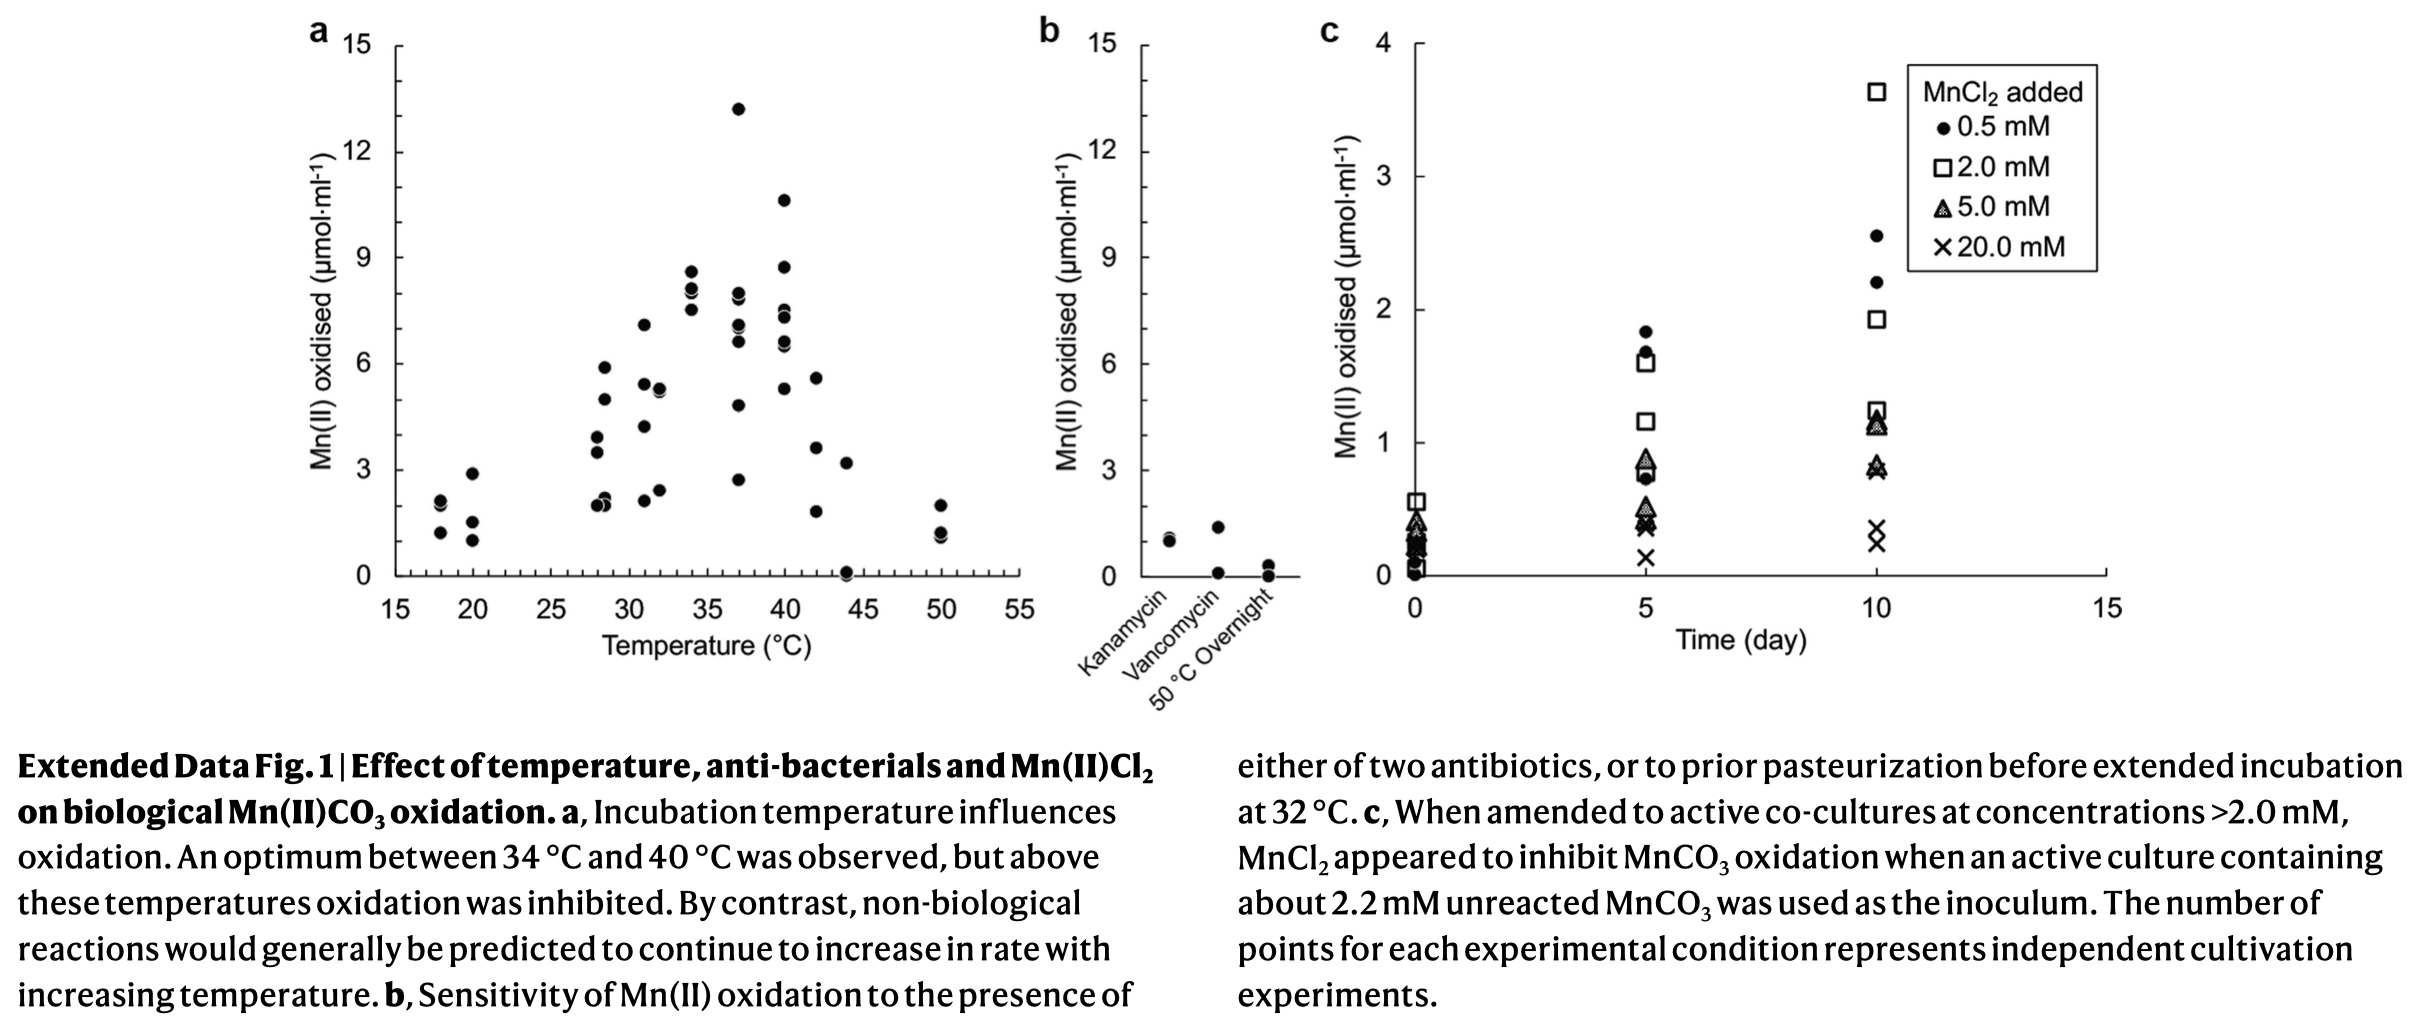 a
15
12
9
6
3
0
Mn(II) oxidised (µmol·ml⁻¹)
15 20 25 30 35 40 45 50 55
Temperature (°C)
b
15
12
9
6
3
0
Mn(II) oxidised (µmol·ml⁻¹)
Kanamycin
Vancomycin
50 °C Overnight
c
4
3
2
1
0
Mn(II) oxidised (µmol·ml⁻¹)
0 5 10 15
Time (day)
MnCl₂ added
0.5 mM
2.0 mM
5.0 mM
20.0 mM
Extended Data Fig. 1 | Effect of temperature, anti-bacterials and Mn(II)Cl₂
on biological Mn(II)CO₃ oxidation. a, Incubation temperature influences
oxidation. An optimum between 34 °C and 40 °C was observed, but above
these temperatures oxidation was inhibited. By contrast, non-biological
reactions would generally be predicted to continue to increase in rate with
increasing temperature. b, Sensitivity of Mn(II) oxidation to the presence of
either of two antibiotics, or to prior pasteurization before extended incubation
at 32 °C. c, When amended to active co-cultures at concentrations >2.0 mM,
MnCl₂ appeared to inhibit MnCO₃ oxidation when an active culture containing
about 2.2 mM unreacted MnCO₃ was used as the inoculum. The number of
points for each experimental condition represents independent cultivation
experiments.